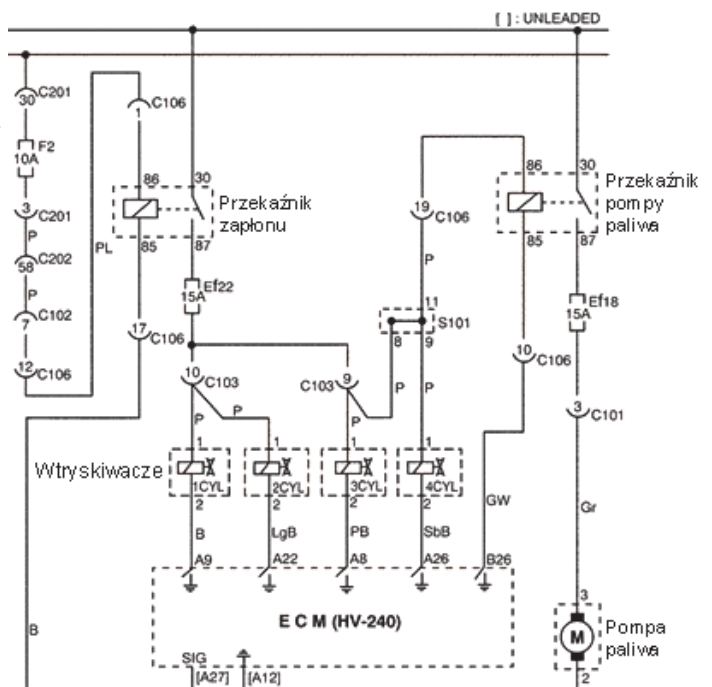 [ ] : UNLEADED
C201
30
F2
10A
3
C201
P
58
C202
P
7
C102
12
C106
PL
1
C106
86
30
Przekaźnik
zapłonu
85
87
Ef22
15A
17
C106
10
C103
P
P
C103
9
P
P
P
19
C106
P
11
S101
8
9
86
30
Przekaźnik
pompy
paliwa
85
87
Ef18
15A
10
C106
3
C101
Wtryskiwacze
1
1CYL
2
1
2CYL
2
1
3CYL
2
1
4CYL
2
GW
Gr
B
LgB
PB
SbB
A9
A22
A8
A26
B26
E C M (HV-240)
SIG
[A27]
[A12]
B
3
M
Pompa
paliwa
2